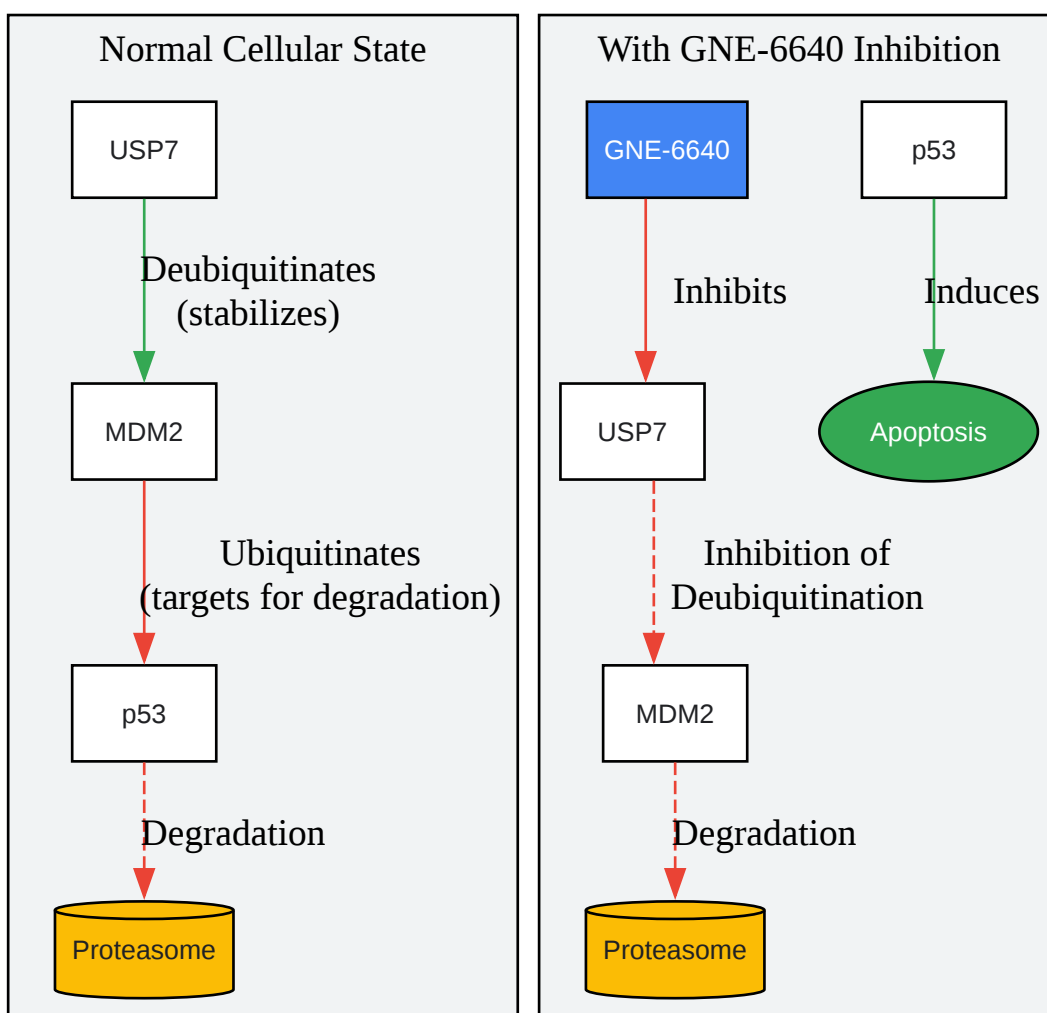 Normal Cellular State
USP7
Deubiquitinates
(stabilizes)
MDM2
Ubiquitinates
(targets for degradation)
p53
Degradation
Proteasome
With GNE-6640 Inhibition
GNE-6640
p53
Inhibits
Induces
USP7
Apoptosis
Inhibition of
Deubiquitination
MDM2
Degradation
Proteasome